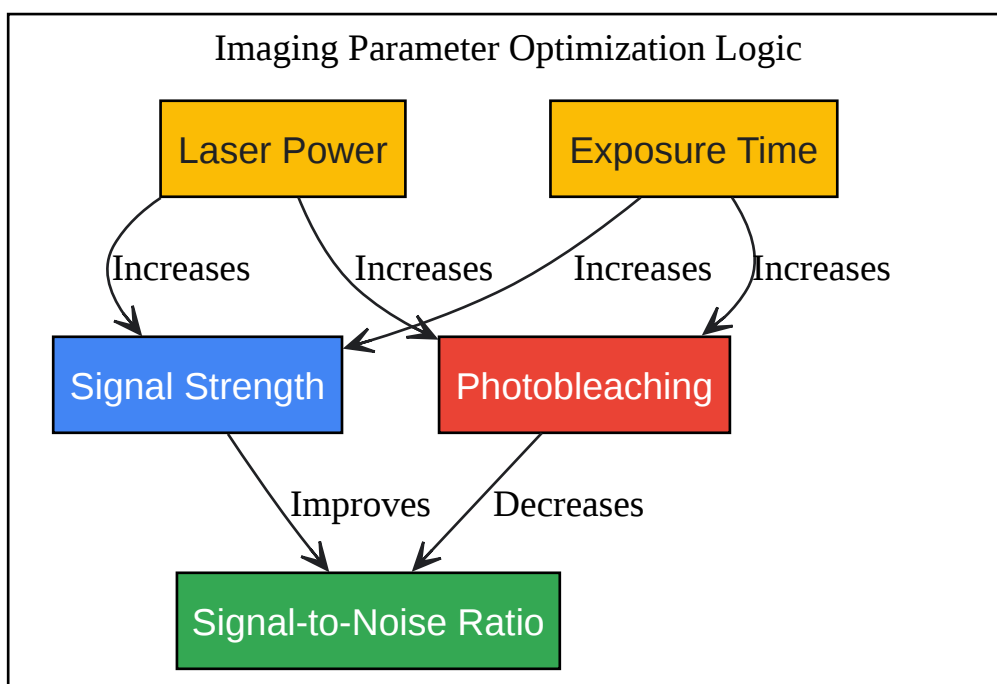 Imaging Parameter Optimization Logic
Laser Power
Exposure Time
Increases
Increases
Increases
Increases
Signal Strength
Photobleaching
Improves
Decreases
Signal-to-Noise Ratio